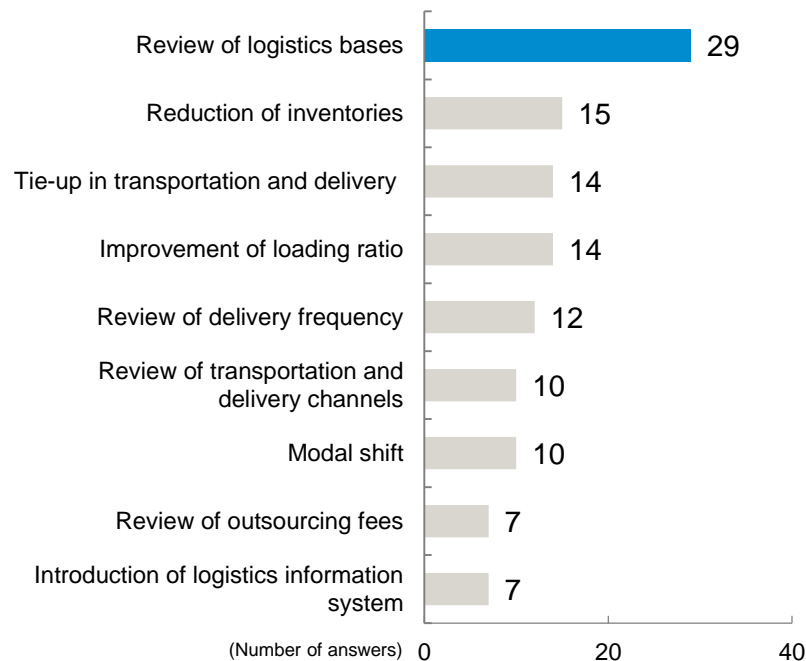 Review of logistics bases 29
Reduction of inventories 15
Tie-up in transportation and delivery 14
Improvement of loading ratio 14
Review of delivery frequency 12
Review of transportation and
delivery channels 10
Modal shift 10
Review of outsourcing fees 7
Introduction of logistics information
system 7
(Number of answers) 0 20 40